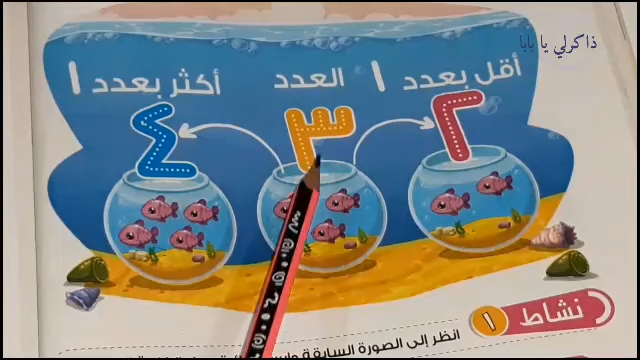 ذاكرلي يا بابا
أقل بعدد ١ العدد أكثر بعدد ١
٢ ٣ ٤
نشاط ١
انظر إلى الصورة السابقة